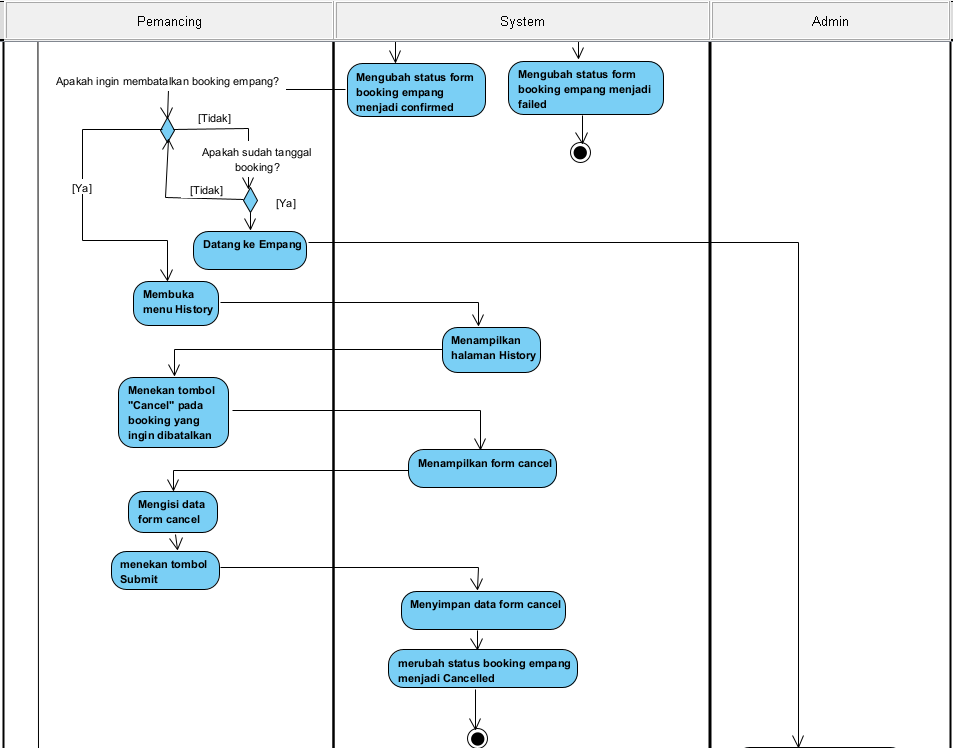 Pemancing
System
Admin
Apakah ingin membatalkan booking empang?
Mengubah status form
booking empang
menjadi confirmed
Mengubah status form
booking empang menjadi
failed
[Tidak]
Apakah sudah tanggal
booking?
[Ya]
[Tidak]
[Ya]
Datang ke Empang
Membuka
menu History
Menampilkan
halaman History
Menekan tombol
"Cancel" pada
booking yang
ingin dibatalkan
Menampilkan form cancel
Mengisi data
form cancel
menekan tombol
Submit
Menyimpan data form cancel
merubah status booking empang
menjadi Cancelled